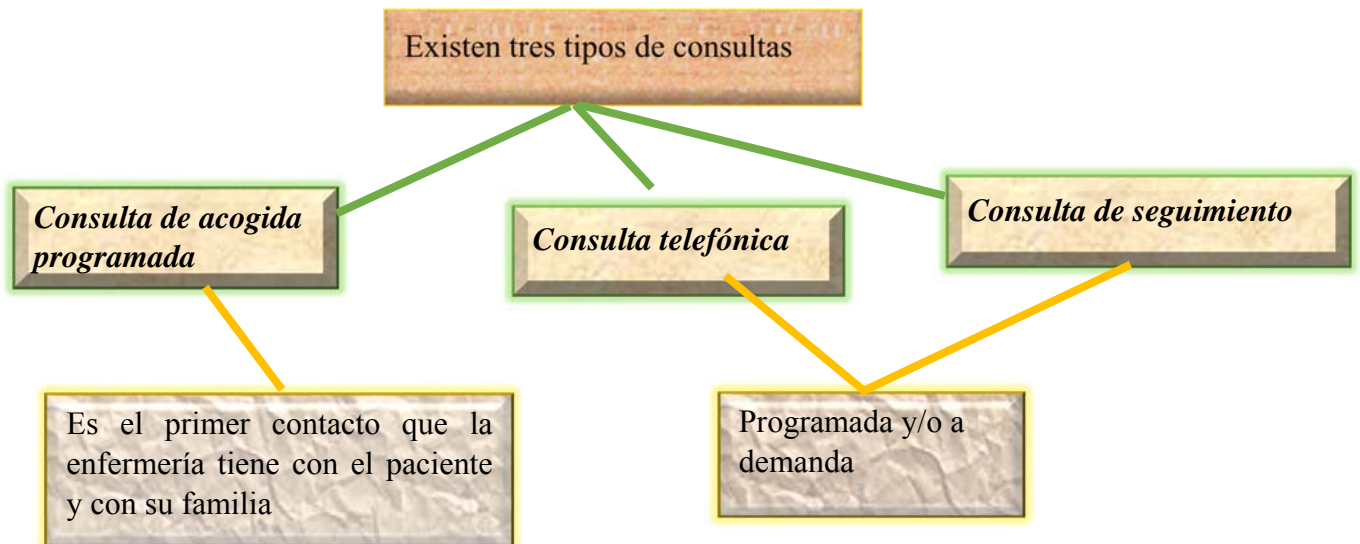 Existen tres tipos de consultas
Consulta de acogida
programada
Consulta telefónica
Consulta de seguimiento
Es el primer contacto que la
enfermería tiene con el paciente
y con su familia
Programada y/o a
demanda